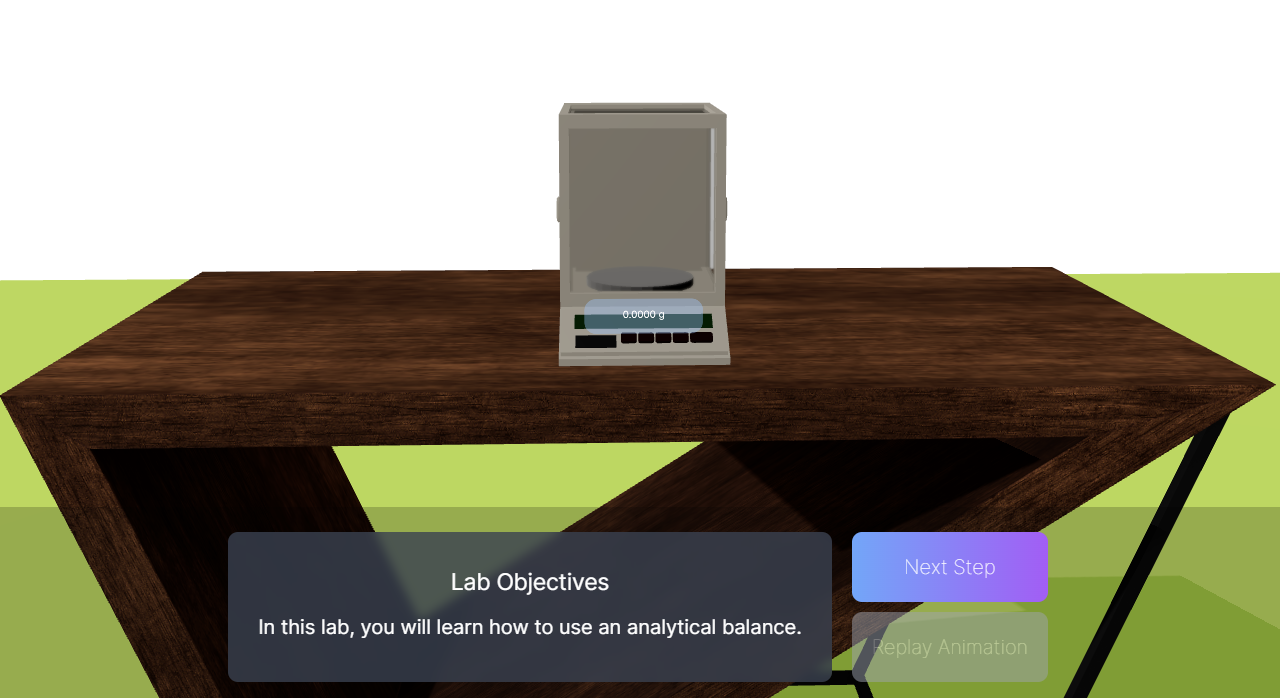 0.0000 g
Lab Objectives
In this lab, you will learn how to use an analytical balance.
Next Step
Replay Animation